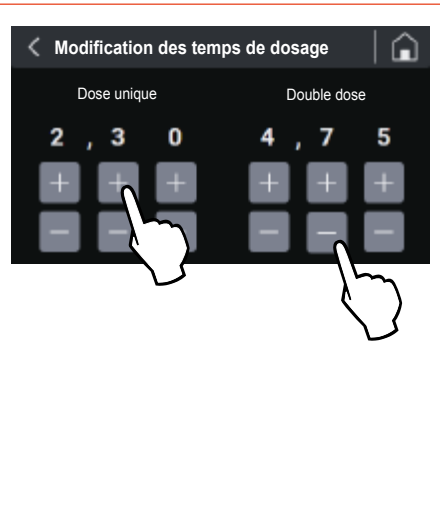 Modification des temps de dosage
Dose unique Double dose
2 , 3 0 4 , 7 5
+ + + + + +
− − − − −